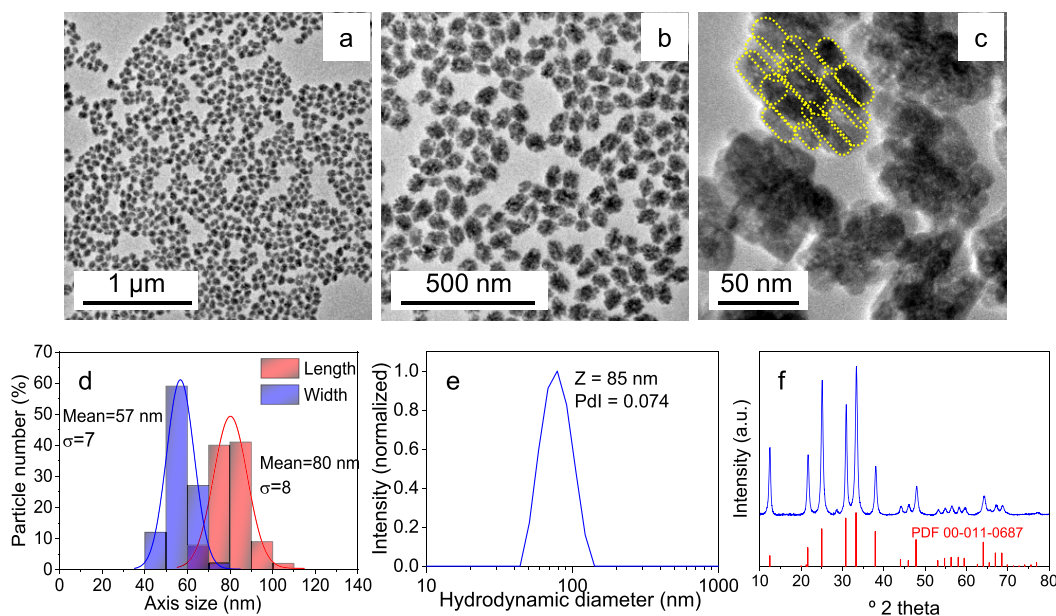 a
b
c
1 µm
500 nm
50 nm
d
Length
Width
Mean=57 nm
σ=7
Mean=80 nm
σ=8
Particle number (%)
0
10
20
30
40
50
60
70
0 20 40 60 80 100 120 140
Axis size (nm)
e
Z = 85 nm
PdI = 0.074
Intensity (normalized)
0.0
0.2
0.4
0.6
0.8
1.0
10 100 1000
Hydrodynamic diameter (nm)
f
Intensity (a.u.)
PDF 00-011-0687
10 20 30 40 50 60 70 80
º 2 theta